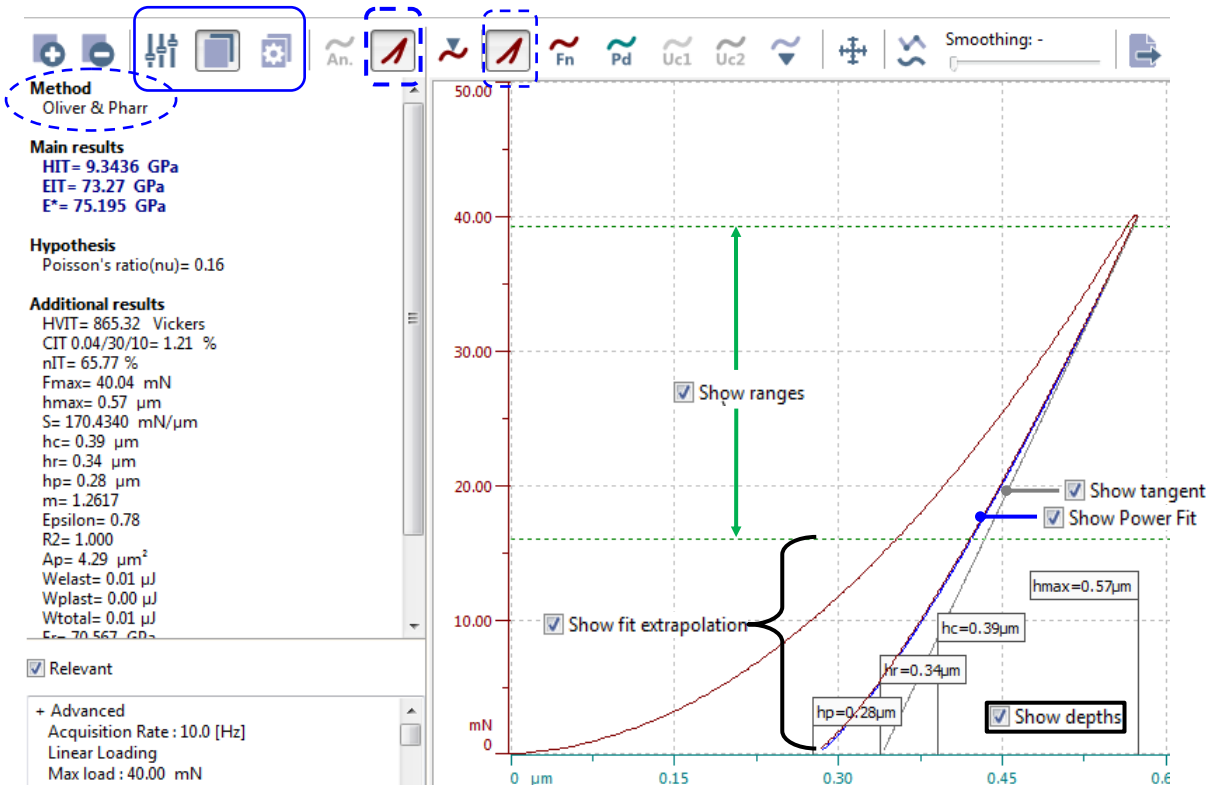 An.
Fn
Pd
Uc1
Uc2
Smoothing: -
Method
Oliver & Pharr
Main results
HIT= 9.3436 GPa
EIT= 73.27 GPa
E*= 75.195 GPa
Hypothesis
Poisson's ratio(nu)= 0.16
Additional results
HVIT= 865.32 Vickers
CIT 0.04/30/10= 1.21 %
nIT= 65.77 %
Fmax= 40.04 mN
hmax= 0.57 µm
S= 170.4340 mN/µm
hc= 0.39 µm
hr= 0.34 µm
hp= 0.28 µm
m= 1.2617
Epsilon= 0.78
R2= 1.000
Ap= 4.29 µm²
Welast= 0.01 µJ
Wplast= 0.00 µJ
Wtotal= 0.01 µJ
Er= 70.567 GPa
Relevant
+ Advanced
Acquisition Rate : 10.0 [Hz]
Linear Loading
Max load : 40.00 mN
50.00
40.00
30.00
20.00
10.00
mN
0
Show ranges
Show tangent
Show Power Fit
Show fit extrapolation
hmax=0.57µm
hc=0.39µm
hr=0.34µm
hp=0.28µm
Show depths
0 µm
0.15
0.30
0.45